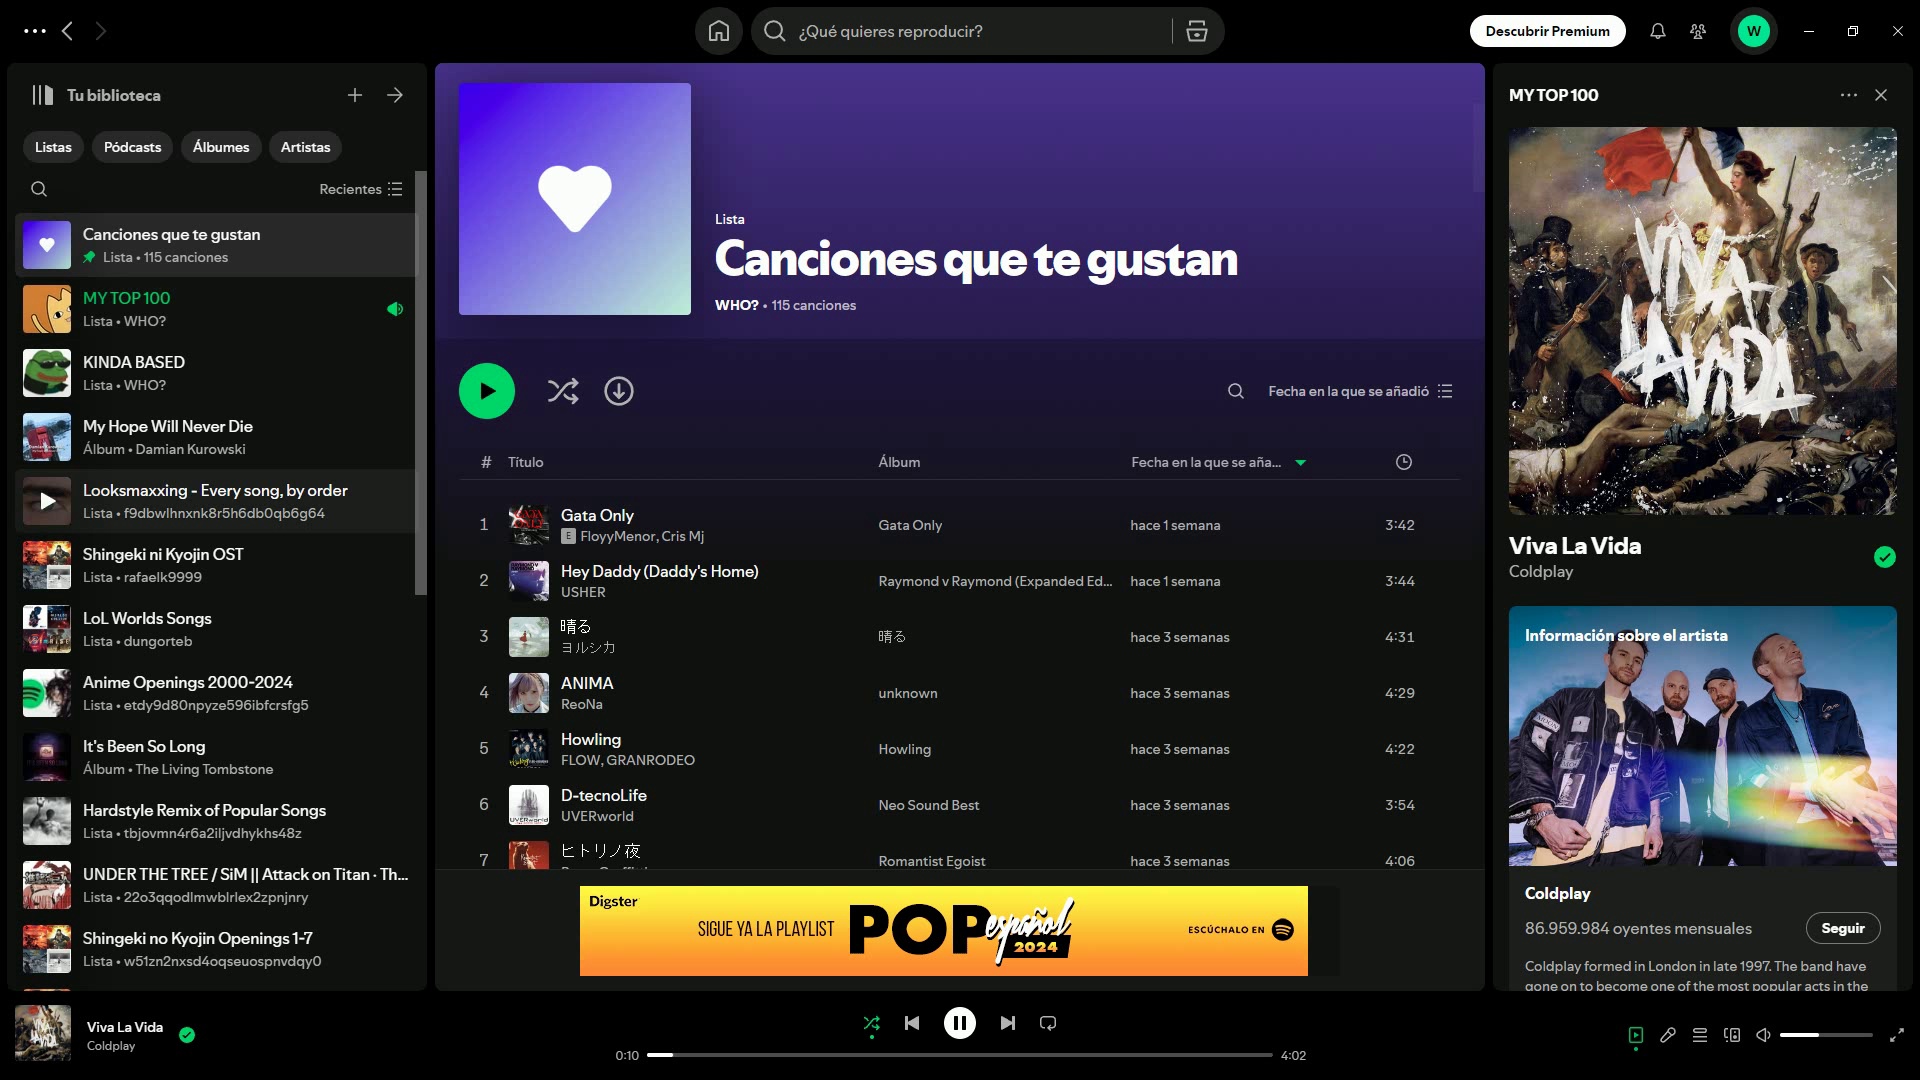 ¿Qué quieres reproducir?
Descubrir Premium
W
Tu biblioteca
Listas
Pódcasts
Álbumes
Artistas
Recientes
Canciones que te gustan
Lista • 115 canciones
MY TOP 100
Lista • WHO?
KINDA BASED
Lista • WHO?
My Hope Will Never Die
Álbum • Damian Kurowski
Looksmaxxing - Every song, by order
Lista • f9dbwlhnxnk8r5h6db0qb6g64
Shingeki ni Kyojin OST
Lista • rafaelk9999
LoL Worlds Songs
Lista • dungorteb
Anime Openings 2000-2024
Lista • etdy9d80npyze596ibfcrsfg5
It's Been So Long
Álbum • The Living Tombstone
Hardstyle Remix of Popular Songs
Lista • tbjovmn4r6a2iljvdhykhs48z
UNDER THE TREE / SiM || Attack on Titan · Th...
Lista • 22o3qqodlmwblrlex2zpnjnry
Shingeki no Kyojin Openings 1-7
Lista • w51zn2nxsd4oqseuospnvdqy0
Lista
Canciones que te gustan
WHO? • 115 canciones
Fecha en la que se añadió
# Título Álbum Fecha en la que se aña...
1 Gata Only Gata Only hace 1 semana 3:42
E FloyyMenor, Cris Mj
2 Hey Daddy (Daddy's Home) Raymond v Raymond (Expanded Ed... hace 1 semana 3:44
USHER
3 晴る 晴る hace 3 semanas 4:31
ヨルシカ
4 ANIMA unknown hace 3 semanas 4:29
ReoNa
5 Howling Howling hace 3 semanas 4:22
FLOW, GRANRODEO
6 D-tecnoLife Neo Sound Best hace 3 semanas 3:54
UVERworld
7 ヒトリノ夜 Romantist Egoist hace 3 semanas 4:06
Digster
SIGUE YA LA PLAYLIST
POP español
2024
ESCÚCHALO EN
MY TOP 100
VIVA
LA VIDA
Viva La Vida
Coldplay
Información sobre el artista
Coldplay
86.959.984 oyentes mensuales
Seguir
Coldplay formed in London in late 1997. The band have
gone on to become one of the most popular acts in the
Viva La Vida
Coldplay
0:10
4:02